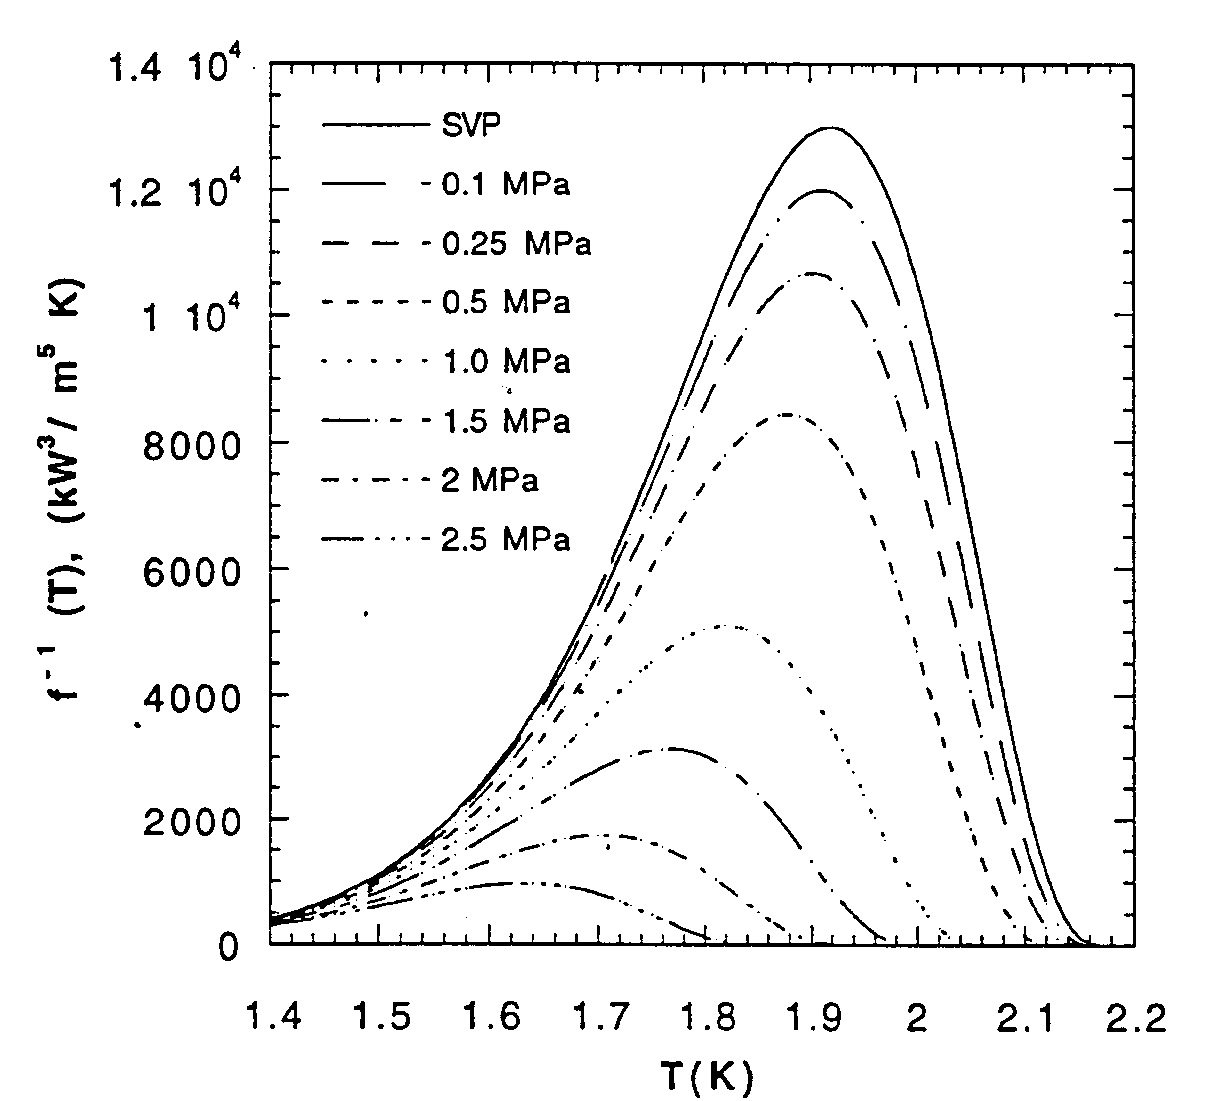 1.4 10⁴
1.2 10⁴
1 10⁴
8000
6000
4000
2000
0
f⁻¹ (T), (kW³/ m⁵ K)
SVP
0.1 MPa
0.25 MPa
0.5 MPa
1.0 MPa
1.5 MPa
2 MPa
2.5 MPa
1.4 1.5 1.6 1.7 1.8 1.9 2 2.1 2.2
T(K)